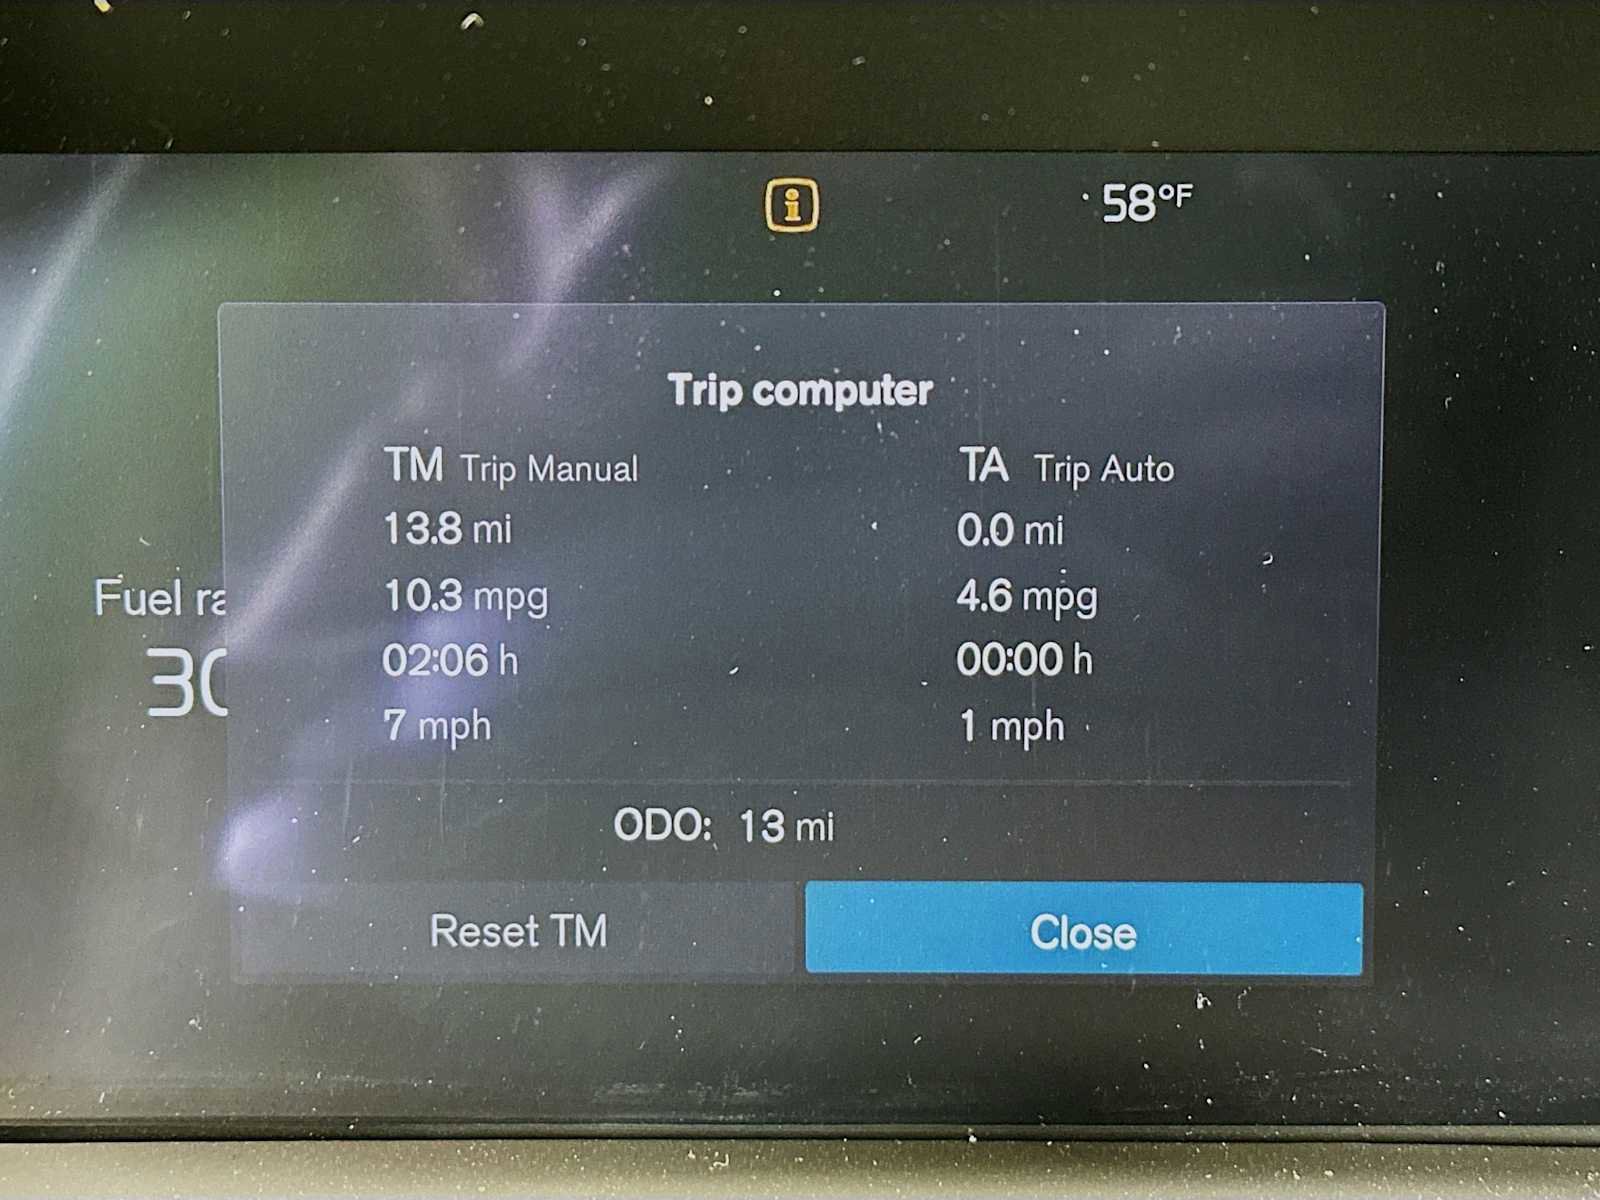 58°F
Trip computer
TM Trip Manual
13.8 mi
10.3 mpg
02:06 h
7 mph
TA Trip Auto
0.0 mi
4.6 mpg
00:00 h
1 mph
Fuel ra
30
ODO: 13 mi
Reset TM
Close